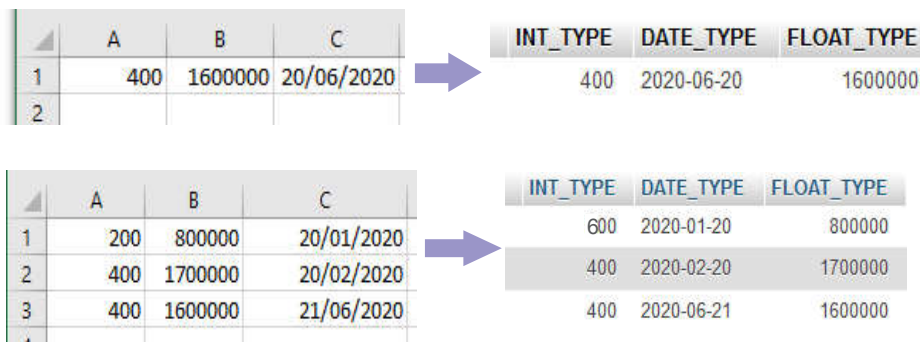 A B C
1 400 1600000 20/06/2020
2
INT_TYPE DATE_TYPE FLOAT_TYPE
400 2020-06-20 1600000
A B C
1 200 800000 20/01/2020
2 400 1700000 20/02/2020
3 400 1600000 21/06/2020
INT_TYPE DATE_TYPE FLOAT_TYPE
600 2020-01-20 800000
400 2020-02-20 1700000
400 2020-06-21 1600000